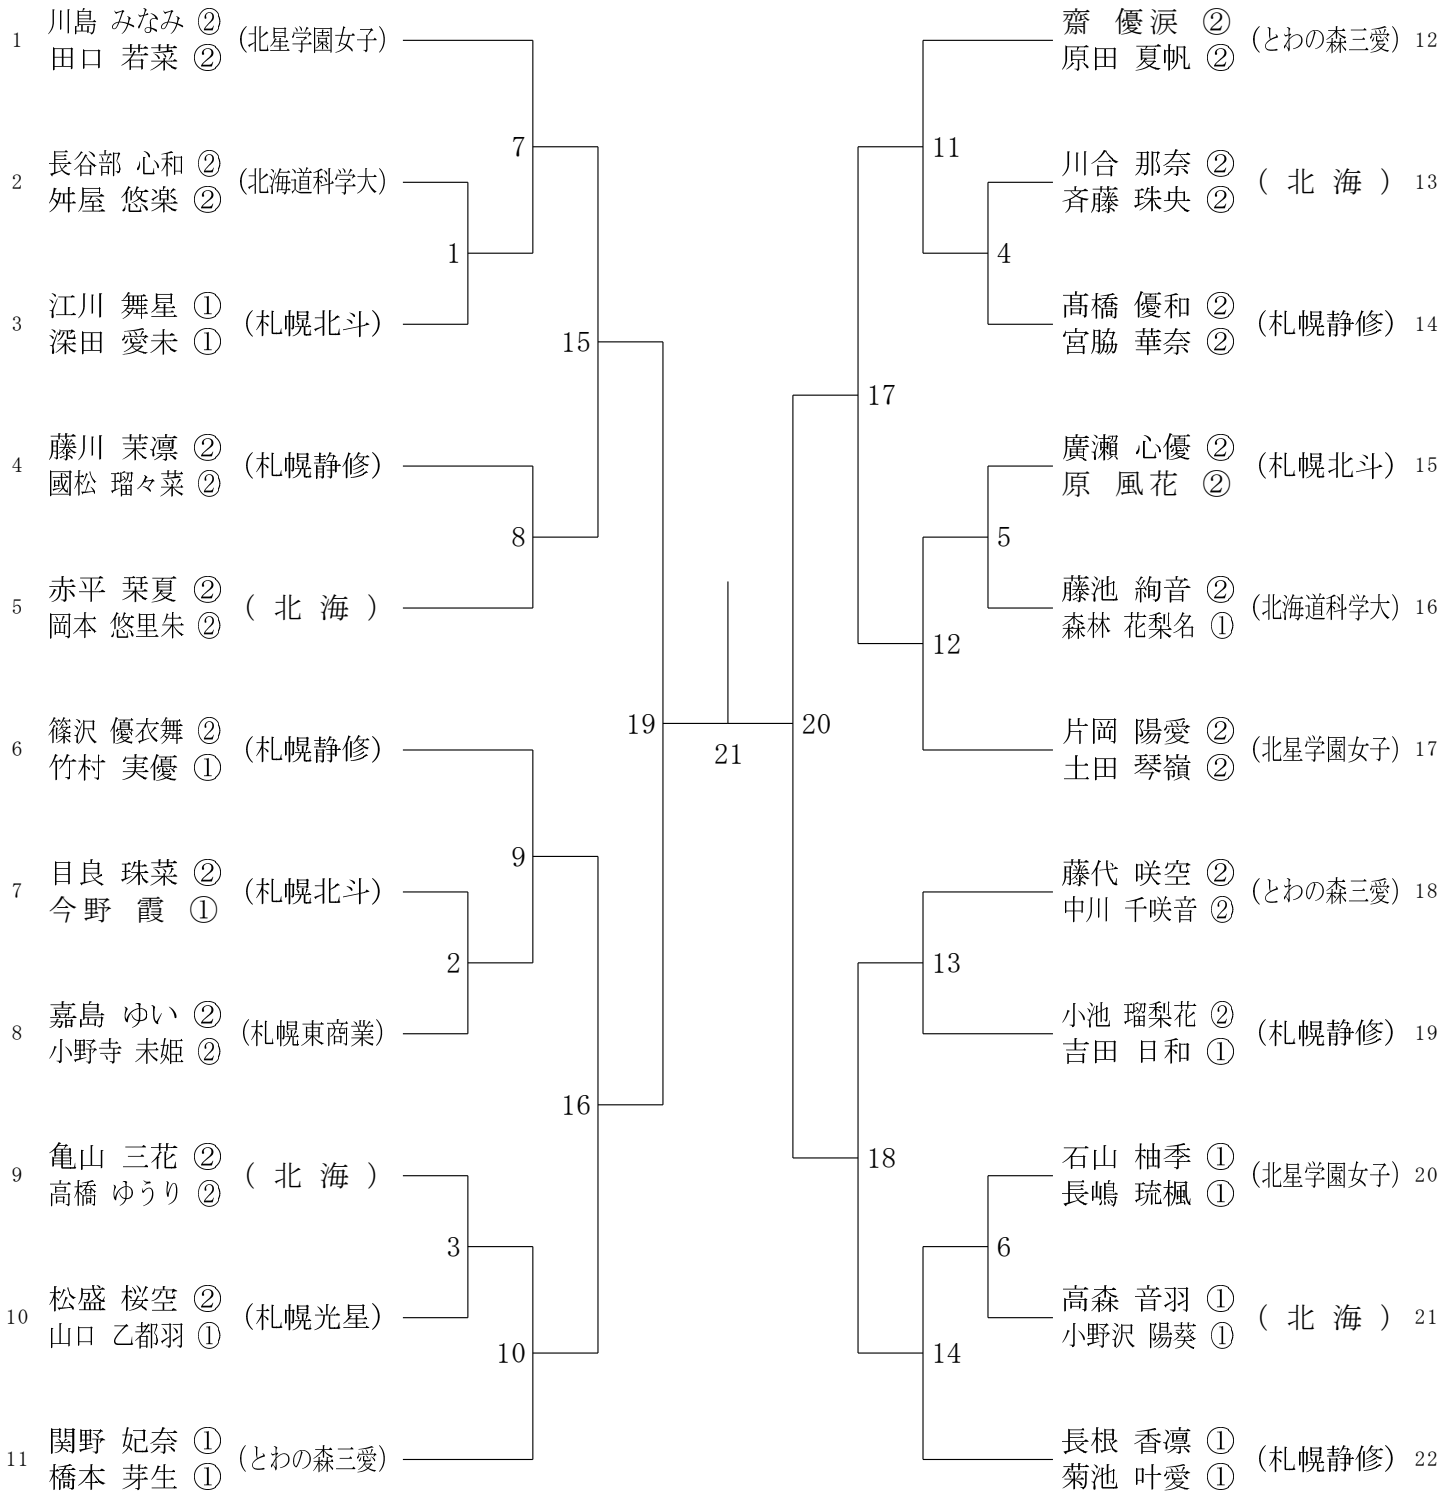 川島 みなみ ②
1 (北星学園女子)
田口 若菜 ②
長谷部 心和 ②
2 (北海道科学大)
舛屋 悠楽 ②
江川 舞星 ①
3 (札幌北斗)
深田 愛未 ①
藤川 茉凛 ②
4 (札幌静修)
國松 瑠々菜 ②
赤平 栞夏 ②
5 ( 北 海 )
岡本 悠里朱 ②
篠沢 優衣舞 ②
6 (札幌静修)
竹村 実優 ①
目良 珠菜 ②
7 (札幌北斗)
今野 霞 ①
嘉島 ゆい ②
8 (札幌東商業)
小野寺 未姫 ②
亀山 三花 ②
9 ( 北 海 )
高橋 ゆうり ②
松盛 桜空 ②
10 (札幌光星)
山口 乙都羽 ①
関野 妃奈 ①
11 (とわの森三愛)
橋本 芽生 ①
1
2
3
7
8
9
10
15
16
19
21
20
17
18
11
12
13
14
4
5
6
齋 優涙 ②
(とわの森三愛) 12
原田 夏帆 ②
川合 那奈 ②
( 北 海 ) 13
斉藤 珠央 ②
髙橋 優和 ②
(札幌静修) 14
宮脇 華奈 ②
廣瀬 心優 ②
(札幌北斗) 15
原 風花 ②
藤池 絢音 ②
(北海道科学大) 16
森林 花梨名 ①
片岡 陽愛 ②
(北星学園女子) 17
土田 琴嶺 ②
藤代 咲空 ②
(とわの森三愛) 18
中川 千咲音 ②
小池 瑠梨花 ②
(札幌静修) 19
吉田 日和 ①
石山 柚季 ①
(北星学園女子) 20
長嶋 琉楓 ①
高森 音羽 ①
( 北 海 ) 21
小野沢 陽葵 ①
長根 香凛 ①
(札幌静修) 22
菊池 叶愛 ①